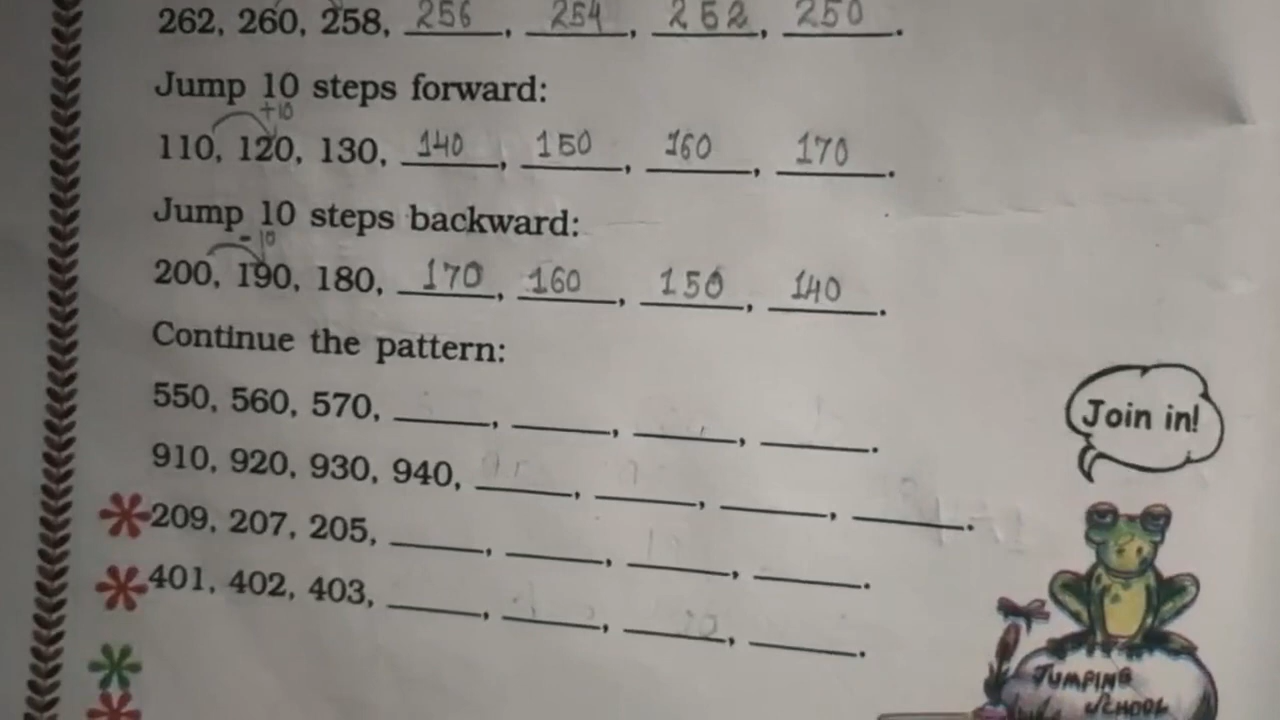 262, 260, 258, 256, 254, 252, 250.
Jump 10 steps forward:
+10
110, 120, 130, 140, 150, 160, 170.
Jump 10 steps backward:
-10
200, 190, 180, 170, 160, 150, 140.
Continue the pattern:
550, 560, 570, ____, ____, ____, ____.
910, 920, 930, 940, ____, ____, ____, ____.
209, 207, 205, ____, ____, ____, ____.
401, 402, 403, ____, ____, ____, ____.
Join in!
JUMPING
SCHOOL